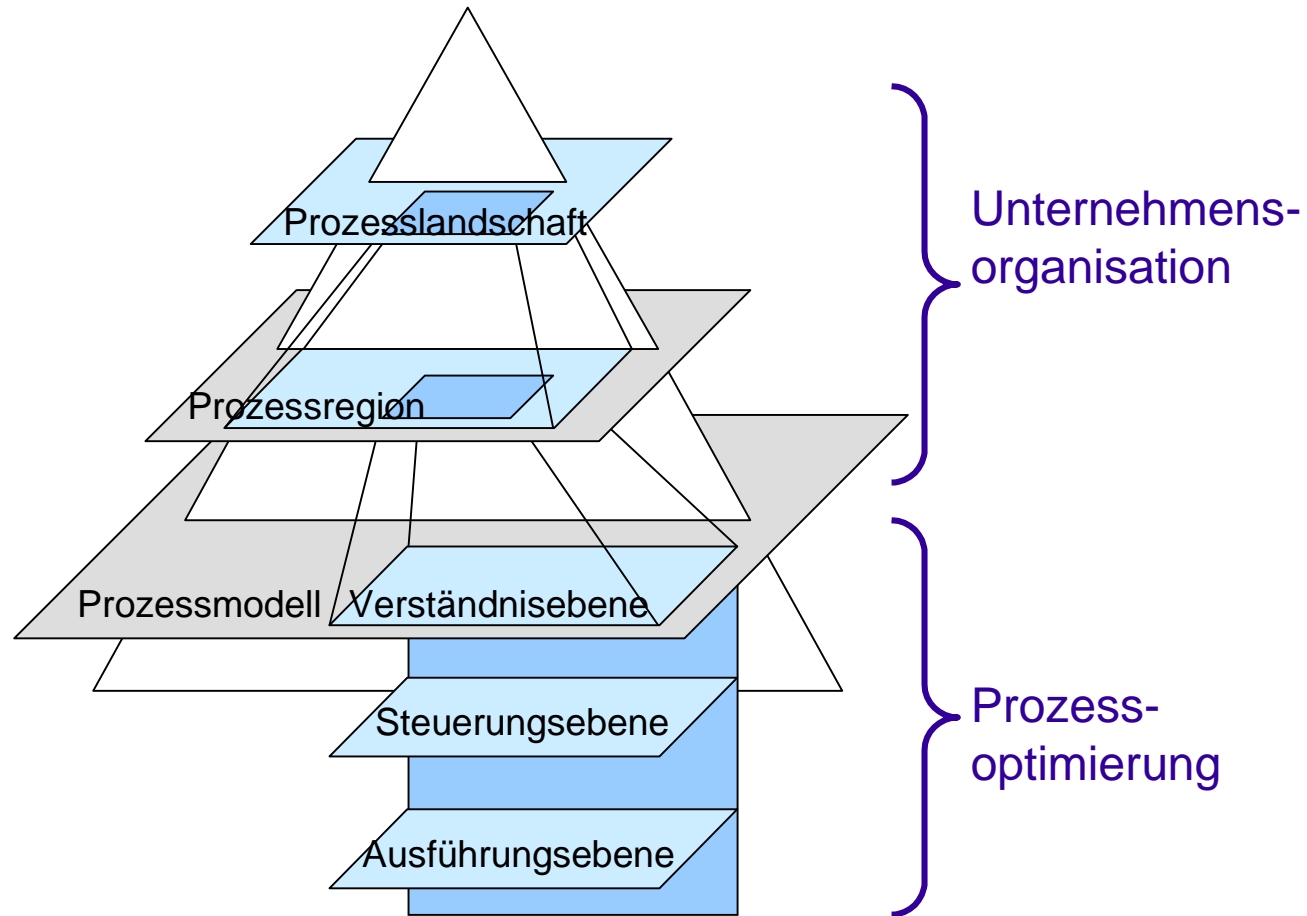 Prozesslandschaft
Unternehmens-
organisation
Prozessregion
Prozessmodell
Verständnisebene
Steuerungsebene
Prozess-
optimierung
Ausführungsebene